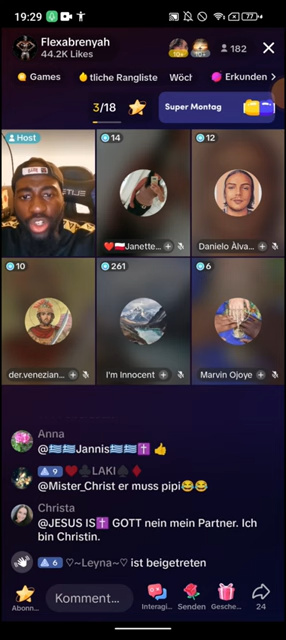 19:29
77
Flexabrenyah
44.2K Likes
182
Games
tliche Rangliste
Wöch
Erkunden
3/18
Super Montag
Host
14
12
❤️🇵🇱Janette...
Danielo Àlva...
10
261
6
der.venezian...
I'm Innocent
Marvin Ojoye
Anna
@🇬🇷🇬🇷Jannis🇬🇷🇬🇷✝️ 👍
9 ♥️♣️LAKI♠️♦️
@Mister_Christ er muss pipi😂😂
Christa
@JESUS IS✝️ GOTT nein mein Partner. Ich
bin Christin.
6 ♡~Leyna~♡ ist beigetreten
Abonn...
Komment...
Interagi...
Senden
Gesche...
24